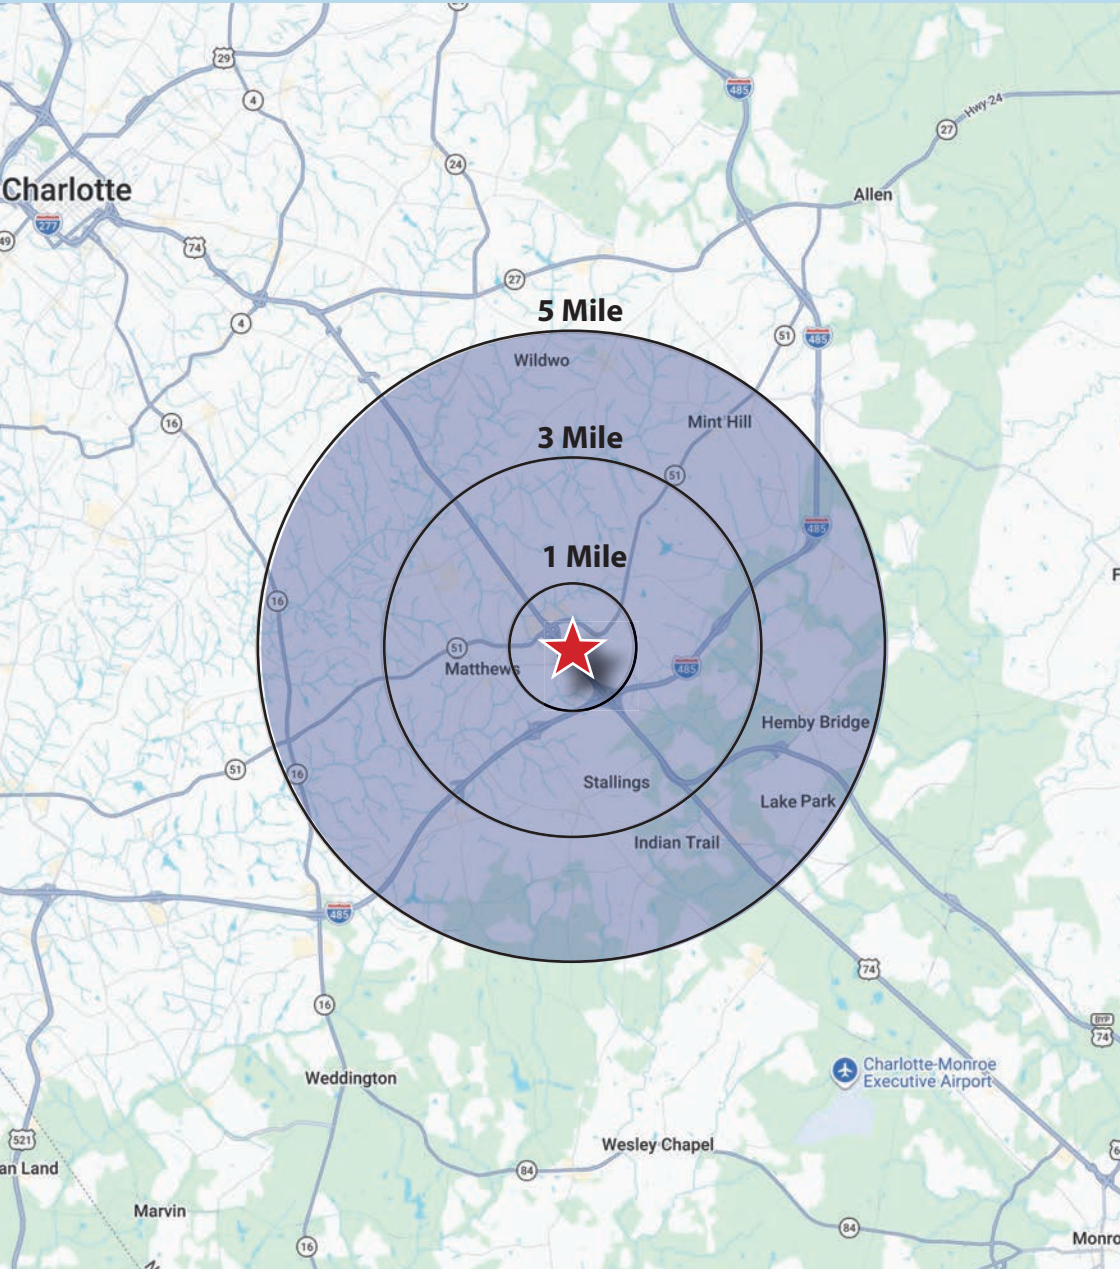 29
485
4
Hwy 24
27
24
Charlotte
Allen
277
49
74
27
5 Mile
4
51
485
Wildwo
16
Mint Hill
3 Mile
51
485
1 Mile
16
51
Matthews
485
Hemby Bridge
51
16
Stallings
Lake Park
Indian Trail
485
74
16
BYP
74
Charlotte-Monroe
Executive Airport
Weddington
521
Wesley Chapel
an Land
84
Marvin
84
16
Monro